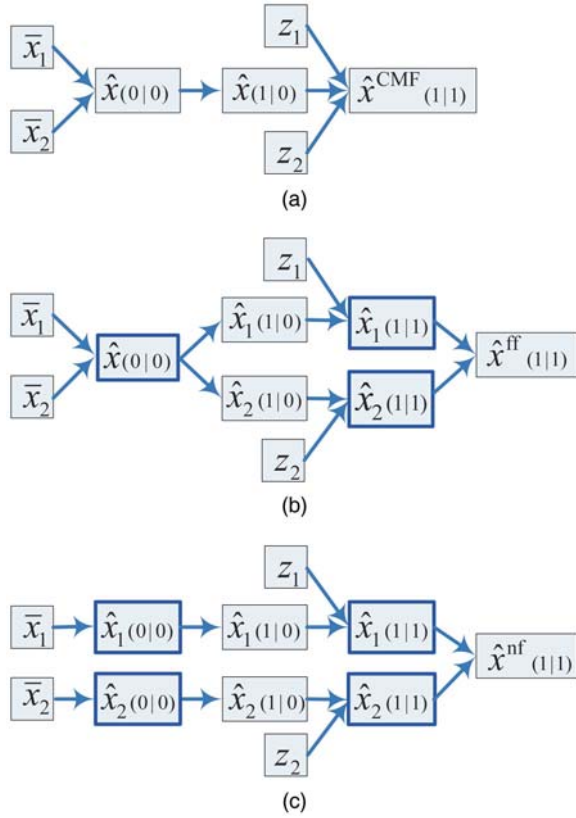 x̄₁
x̄₂
x̂(0|0)
x̂(1|0)
z₁
z₂
x̂ᶜᴹᶠ(1|1)
(a)
x̄₁
x̄₂
x̂(0|0)
x̂₁(1|0)
x̂₂(1|0)
z₁
z₂
x̂₁(1|1)
x̂₂(1|1)
x̂ᶠᶠ(1|1)
(b)
x̄₁
x̂₁(0|0)
x̂₁(1|0)
z₁
x̂₁(1|1)
x̄₂
x̂₂(0|0)
x̂₂(1|0)
z₂
x̂₂(1|1)
x̂ⁿᶠ(1|1)
(c)